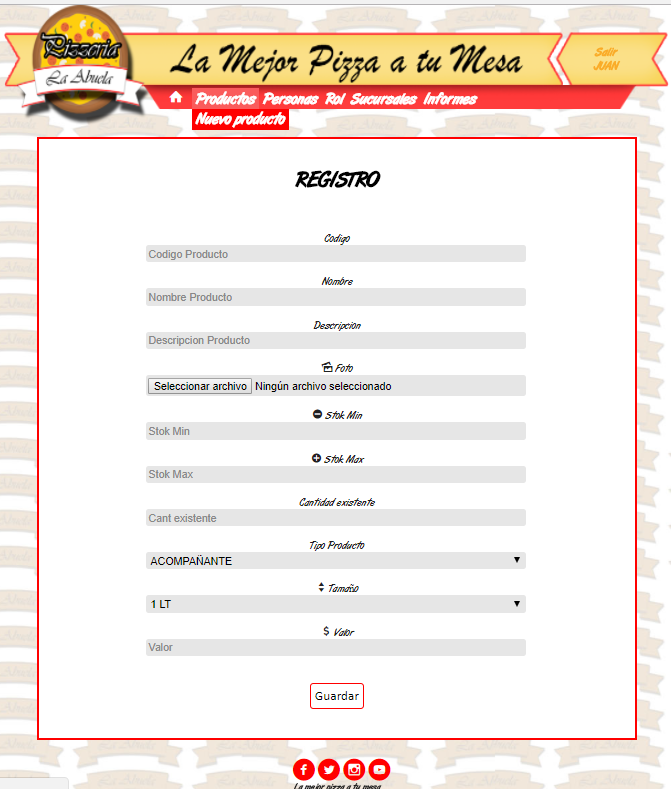 Pizzeria
La Abuela
La Mejor Pizza a tu Mesa
Salir
JUAN
Productos Personas Rol Sucursales Informes
Nuevo producto
REGISTRO
Codigo
Codigo Producto
Nombre
Nombre Producto
Descripcion
Descripcion Producto
Foto
Seleccionar archivo Ningún archivo seleccionado
Stok Min
Stok Min
Stok Max
Stok Max
Cantidad existente
Cant existente
Tipo Producto
ACOMPAÑANTE
Tamaño
1 LT
$ Valor
Valor
Guardar
La mejor pizza a tu mesa